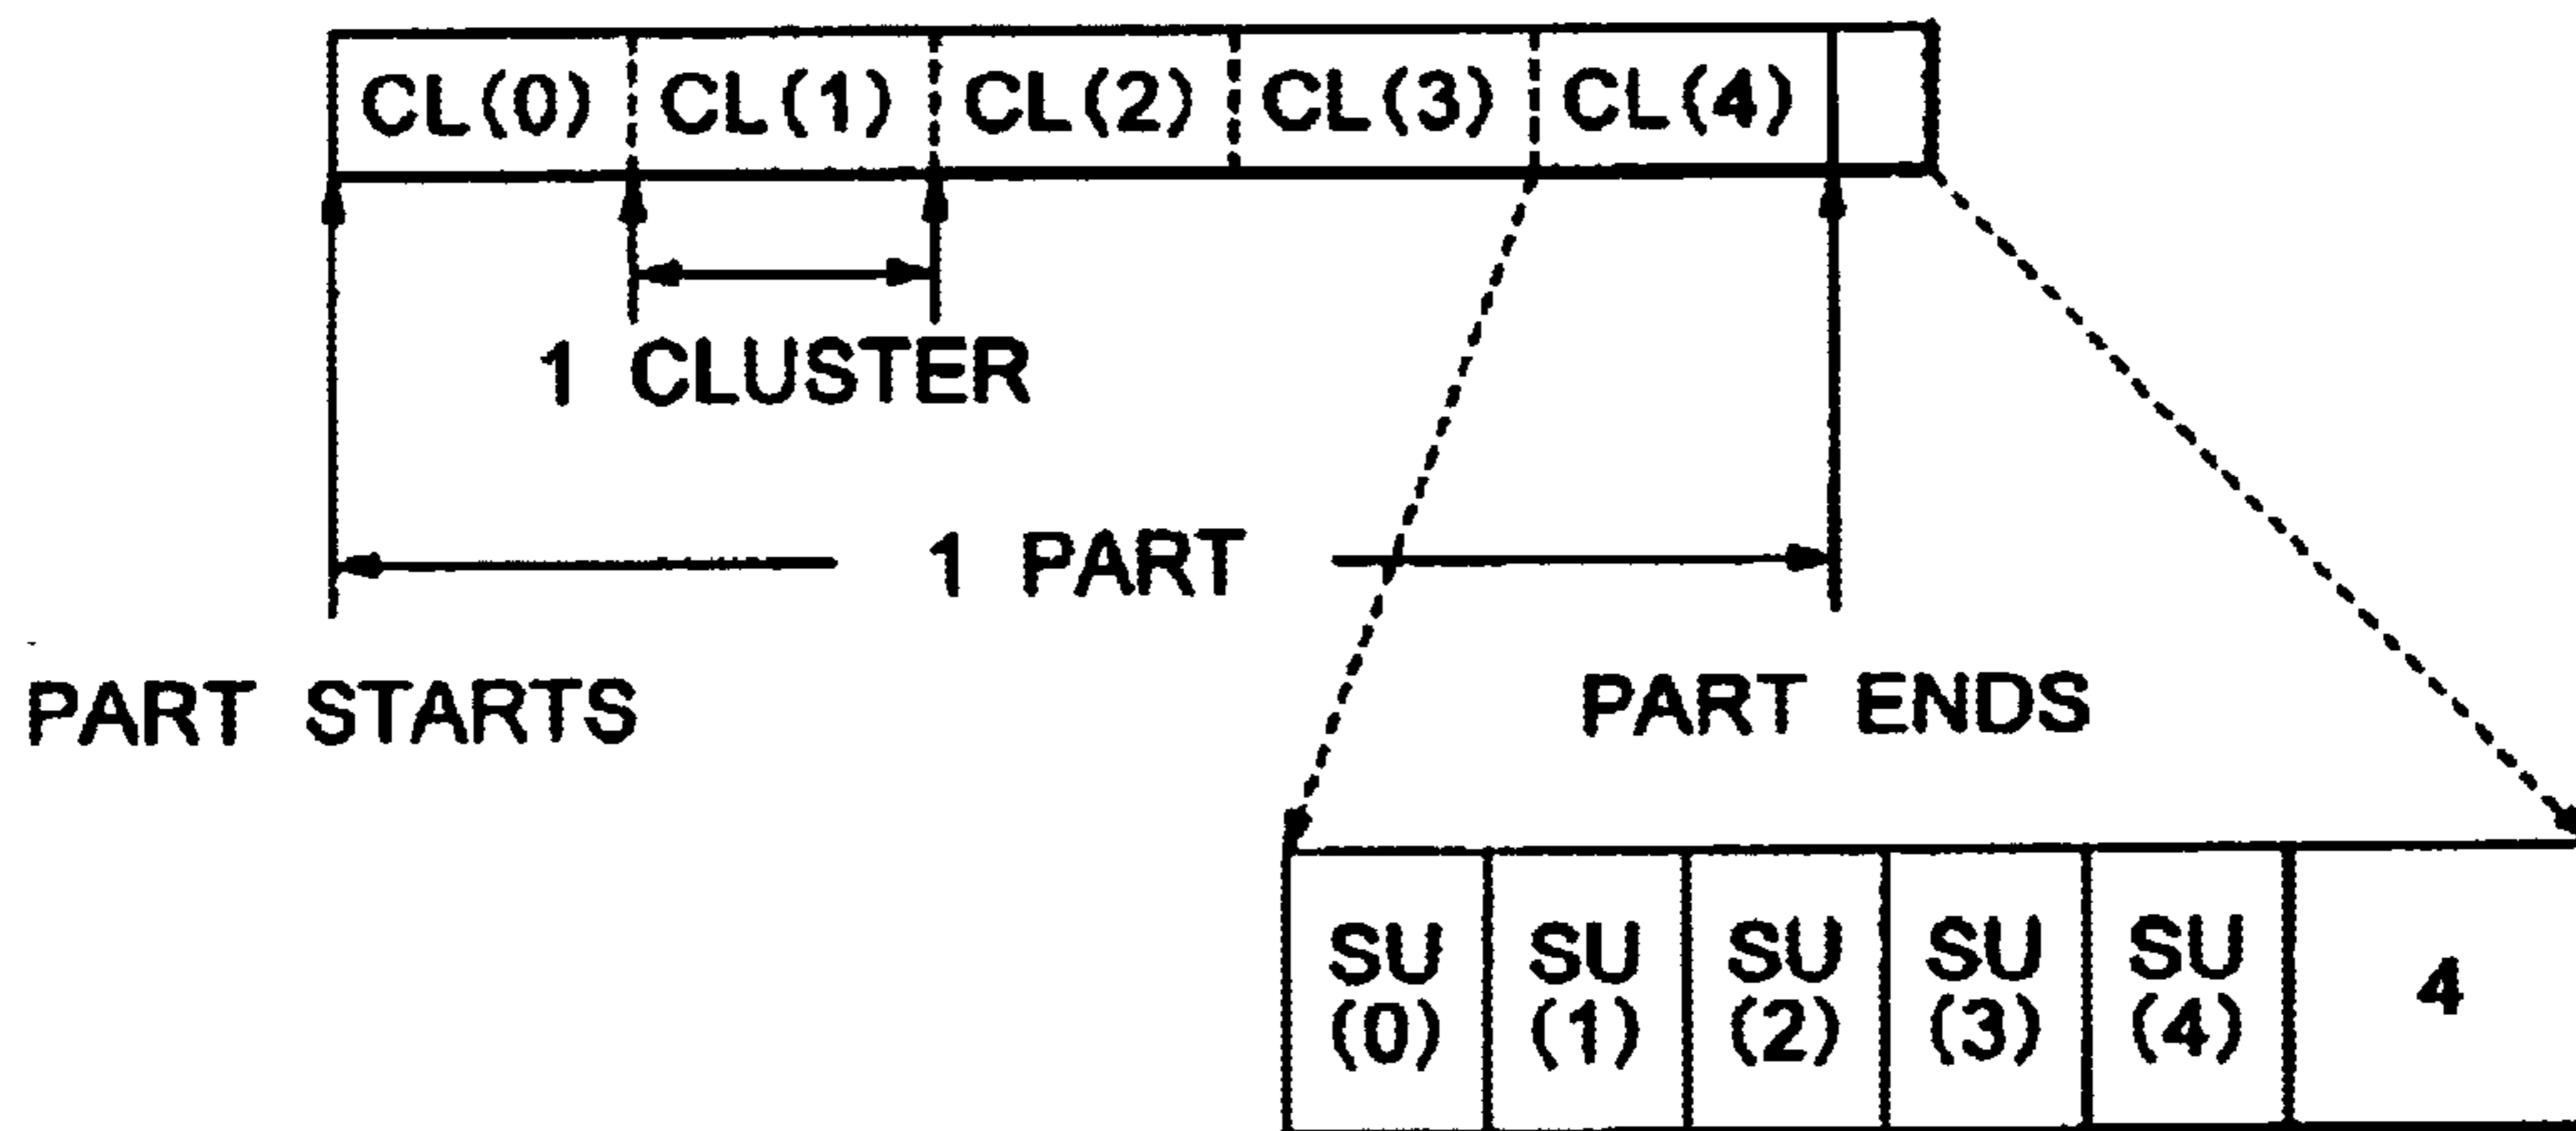 CL(0) CL(1) CL(2) CL(3) CL(4)
1 CLUSTER
1 PART
PART STARTS
PART ENDS
SU SU SU SU SU
(0) (1) (2) (3) (4)
4